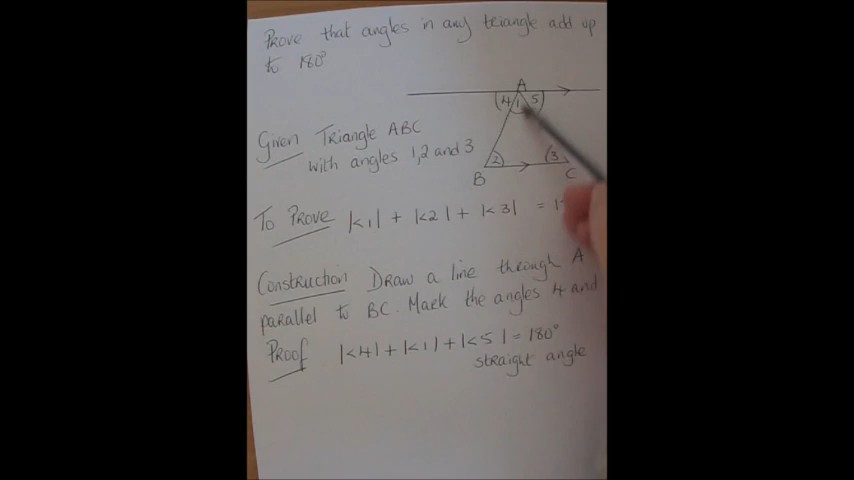 Prove that angles in any triangle add up
to 180°
A
4 1 5
Given Triangle ABC
with angles 1,2 and 3
2 3
B C
To Prove |<1| + |<2| + |<3| =
Construction Draw a line through A
parallel to BC. Mark the angles 4 and
Proof |<4| + |<1| + |<5| = 180°
straight angle